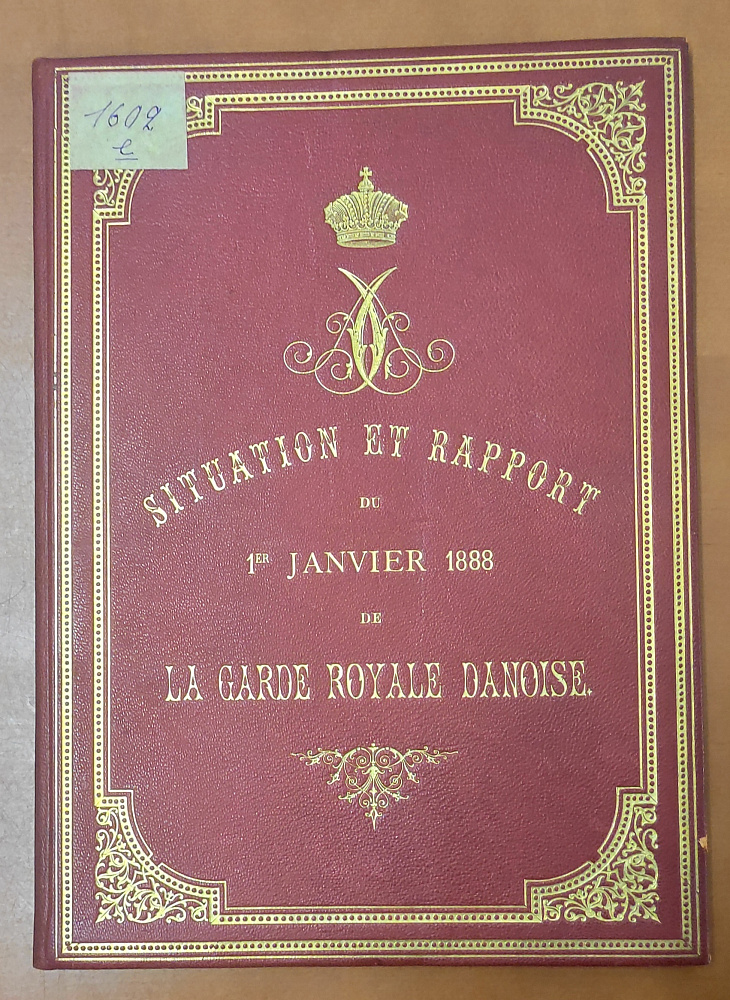 1602
e
SITUATION ET RAPPORT
DU
1ER JANVIER 1888
DE
LA GARDE ROYALE DANOISE.